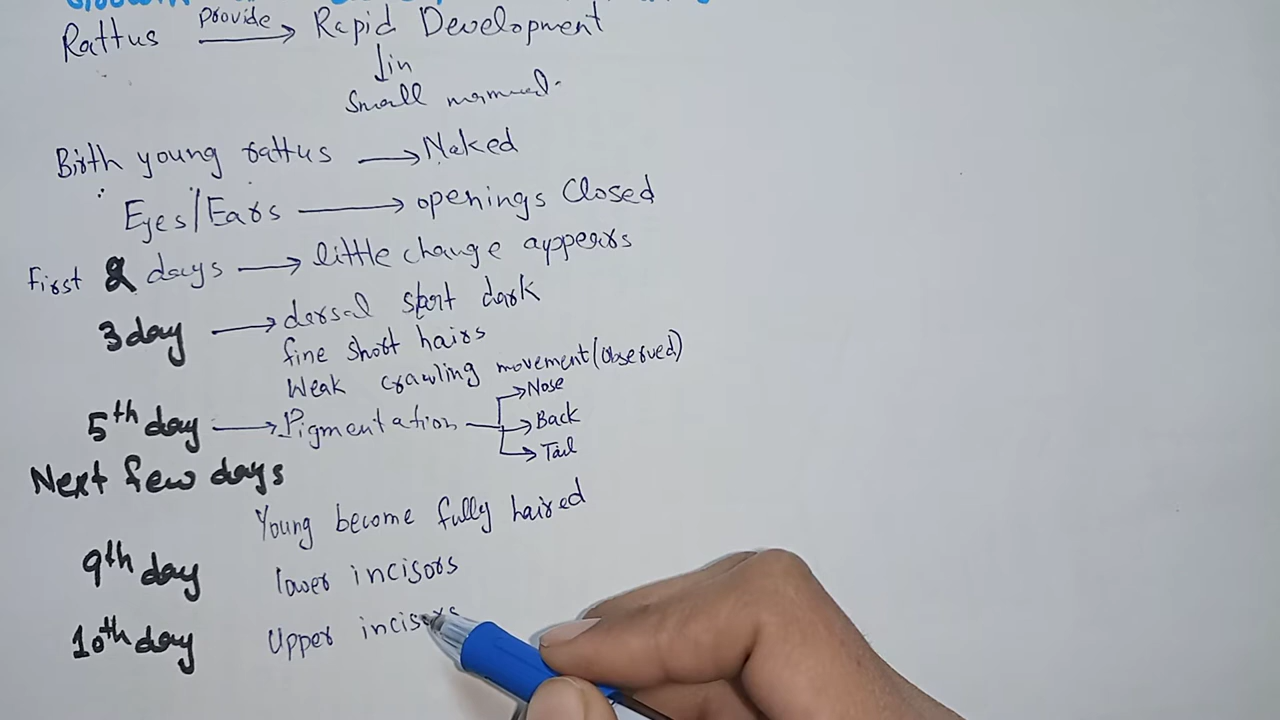 Rattus provide → Rapid Development
↓in
Small mammal
Birth young rattus → Naked
Eyes/Ears → openings Closed
First 2 days → little change appears
3 day → dorsal start dark
fine short hairs
Weak crawling movement (Observed)
5th day → Pigmentation → Nose
→ Back
→ Tail
Next few days
Young become fully haired
9th day lower incisors
10th day Upper incisors